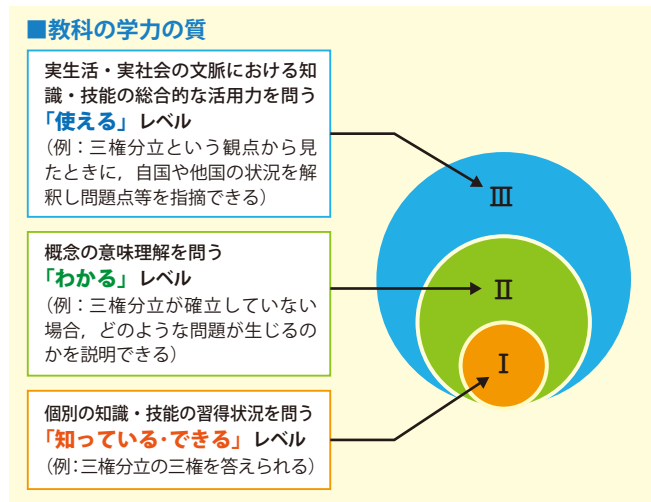 ■教科の学力の質
実生活・実社会の文脈における知
識・技能の総合的な活用力を問う
「使える」レベル
（例：三権分立という観点から見
たときに，自国や他国の状況を解
釈し問題点等を指摘できる）
概念の意味理解を問う
「わかる」レベル
（例：三権分立が確立していない
場合，どのような問題が生じるの
かを説明できる）
個別の知識・技能の習得状況を問う
「知っている・できる」レベル
（例：三権分立の三権を答えられる）
Ⅲ
Ⅱ
Ⅰ